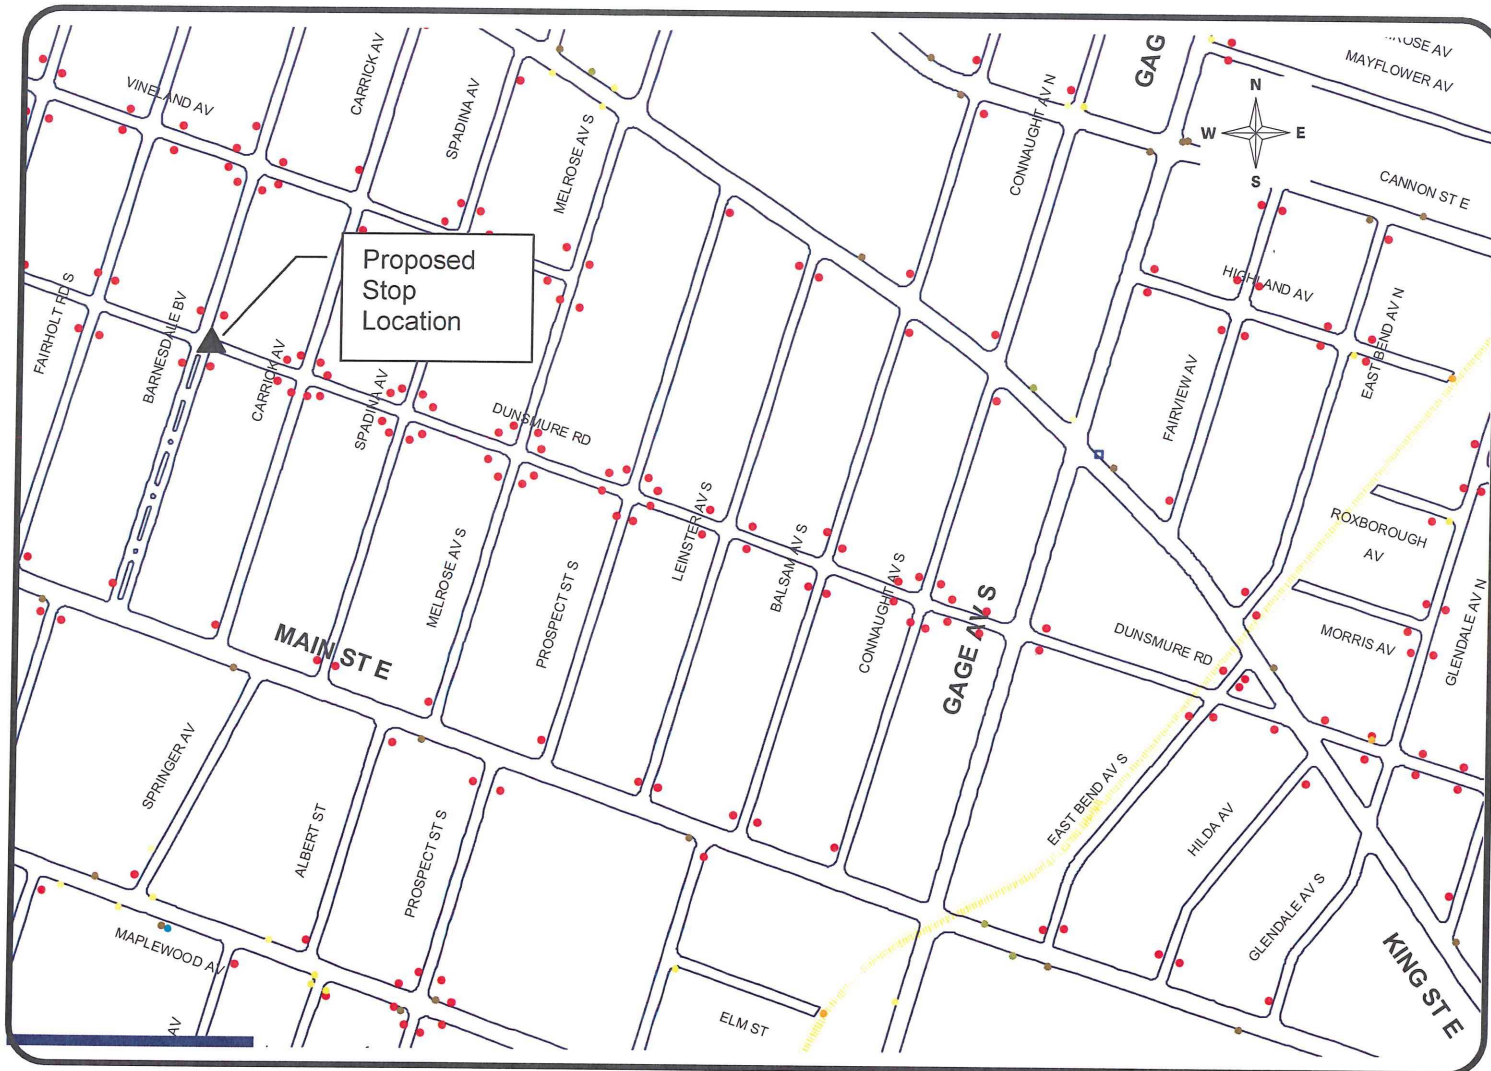 GAG
ROSE AV
MAYFLOWER AV
CARRICK AV
VINELAND AV
SPADINA AV
MELROSE AV S
CONNAUGHT AV N
N
W
E
S
CANNON ST E
Proposed
Stop
Location
HIGHLAND AV
FAIRHOLT RD S
BARNESDALE BV
CARRICK AV
SPADINA AV
DUNSMURE RD
EAST BEND AV N
FAIRVIEW AV
LEINSTER AV S
BALSAM AV S
CONNAUGHT AV S
ROXBOROUGH
AV
MELROSE AV S
PROSPECT ST S
GAGE AV S
MAIN ST E
DUNSMURE RD
MORRIS AV
GLENDALE AV N
SPRINGER AV
ALBERT ST
PROSPECT ST S
EAST BEND AV S
HILDA AV
GLENDALE AV S
MAPLEWOOD AV
AV
ELM ST
KING ST E